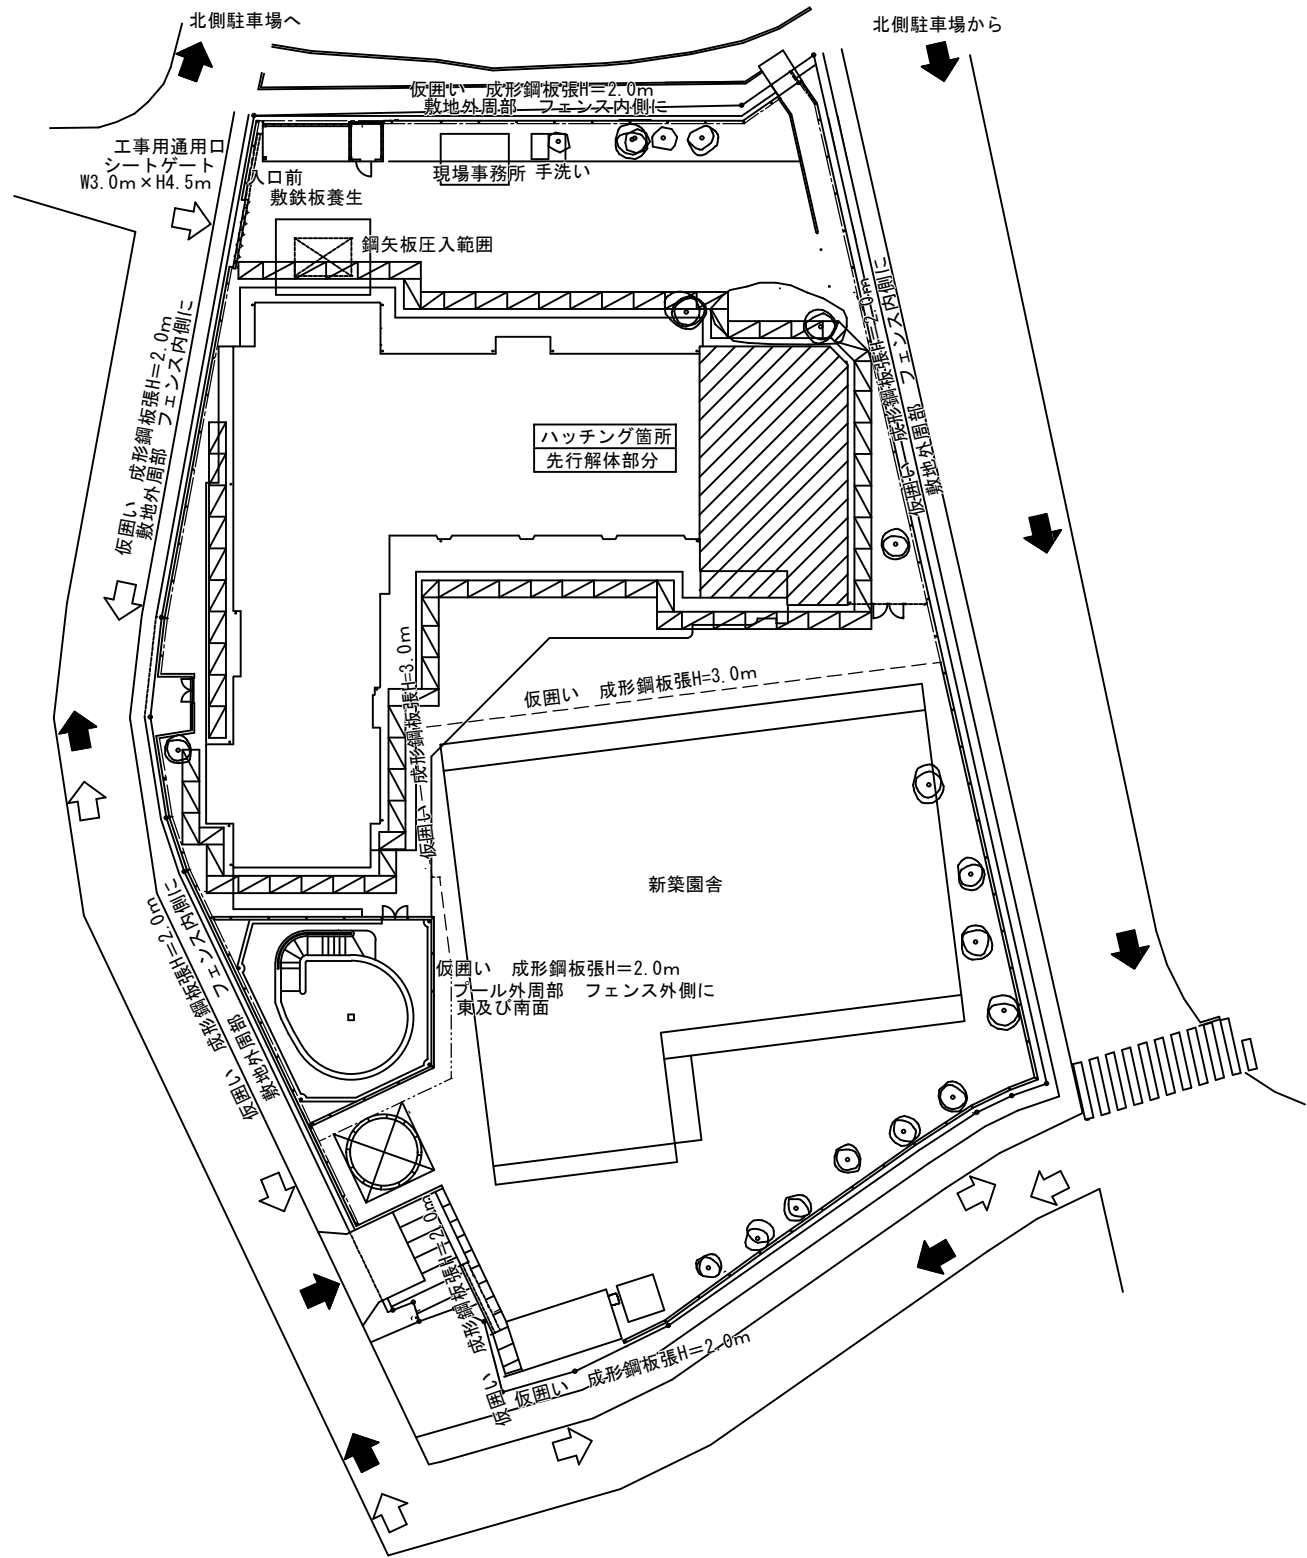 北側駐車場へ
北側駐車場から
仮囲い　成形鋼板張H＝2.0m
敷地外周部　フェンス内側に
工事用通用口
シートゲート
W3.0m×H4.5m
入口前
敷鉄板養生
現場事務所
手洗い
鋼矢板圧入範囲
仮囲い　成形鋼板張H＝2.0m
敷地外周部　フェンス内側に
仮囲い　成形鋼板張H＝2.0m
敷地外周部　フェンス内側に
ハッチング箇所
先行解体部分
仮囲い　成形鋼板張H=3.0m
仮囲い　成形鋼板張H=3.0m
新築園舎
仮囲い　成形鋼板張H＝2.0m
敷地外周部　フェンス内側に
仮囲い　成形鋼板張H＝2.0m
プール外周部　フェンス外側に
東及び南面
仮囲い　成形鋼板張H＝2.0m
仮囲い　成形鋼板張H＝2.0m